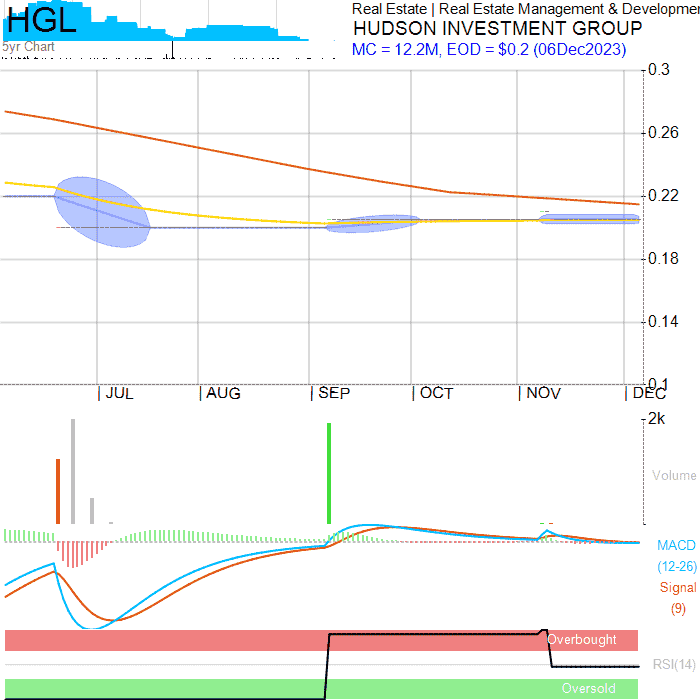 HGL
Real Estate | Real Estate Management & Developmen
HUDSON INVESTMENT GROUP
5yr Chart
MC = 12.2M, EOD = $0.2 (06Dec2023)
0.3
0.26
0.22
0.18
0.14
0.1
JUL
AUG
SEP
OCT
NOV
DEC
2k
Volume
MACD
(12-26)
Signal
(9)
Overbought
RSI(14)
Oversold